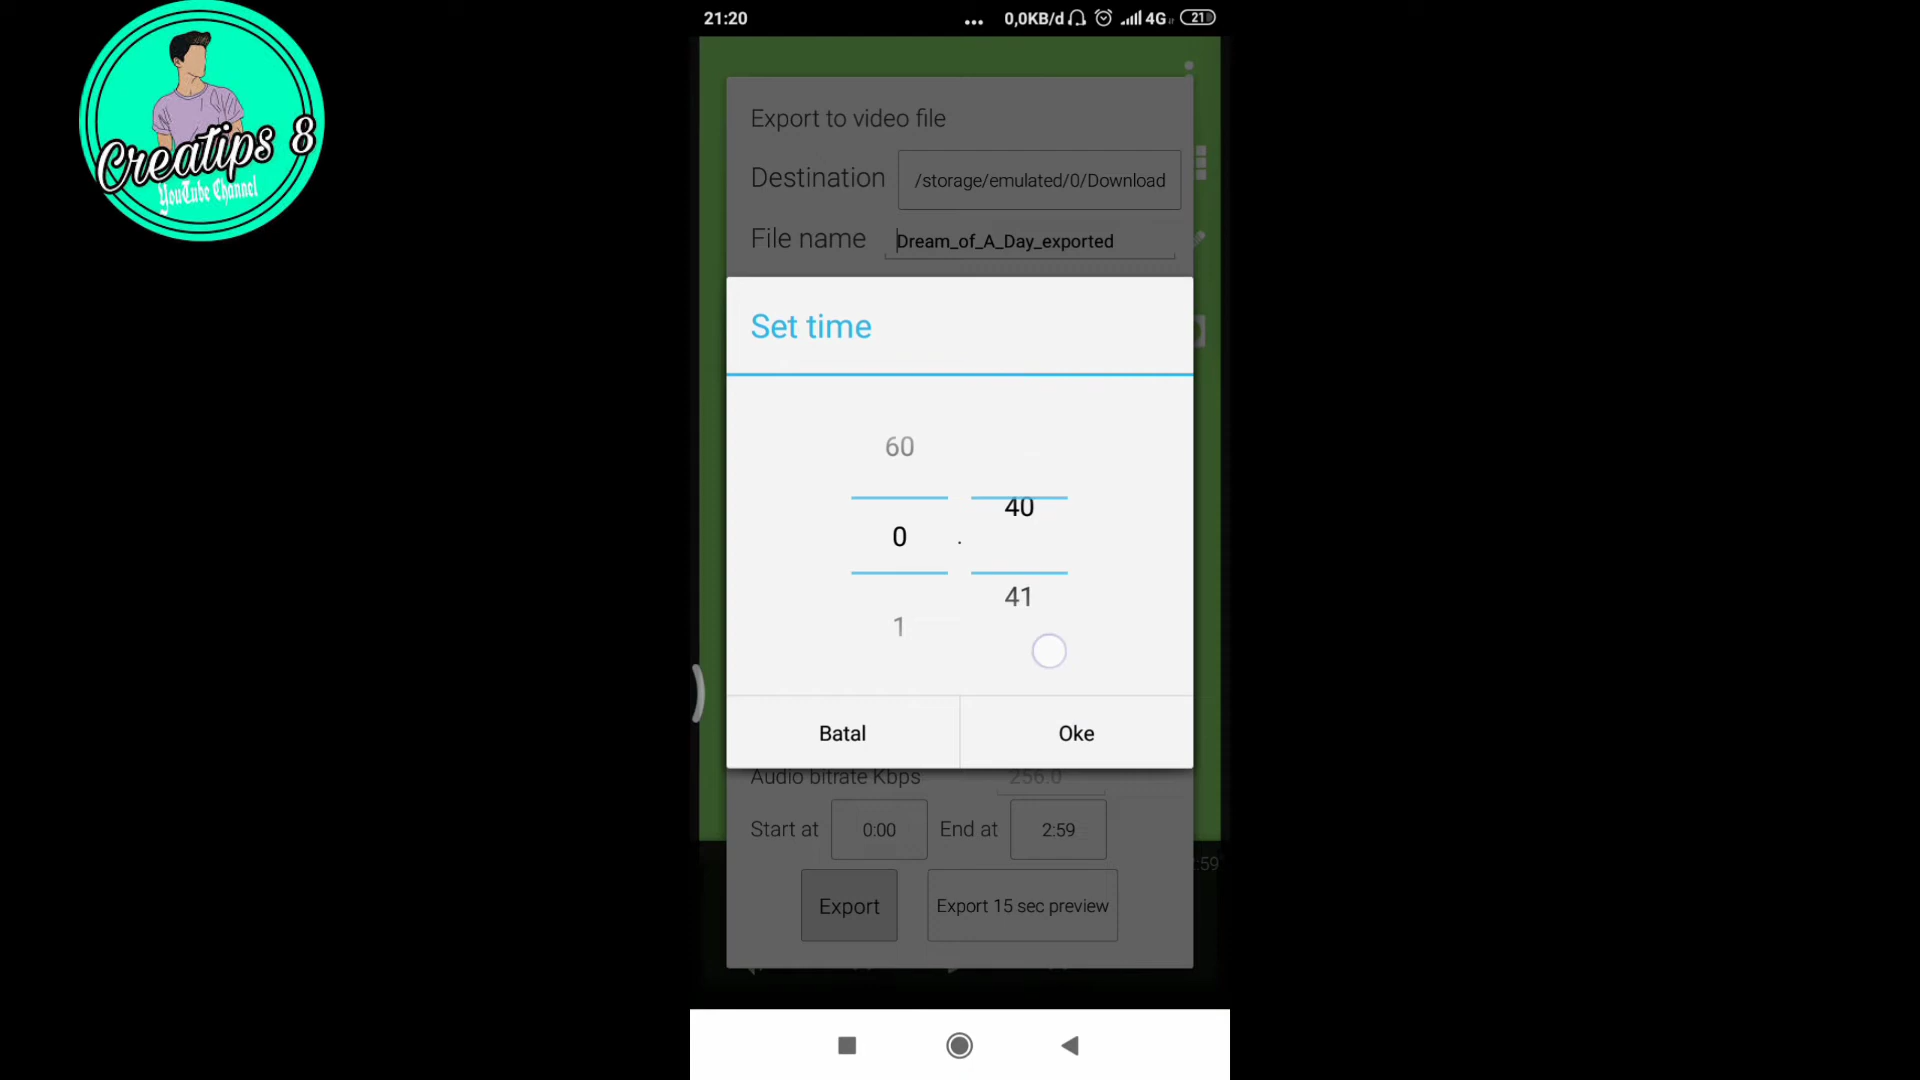 Creatips 8
YouTube Channel
21:20
... 0,0KB/d 4G 21
Export to video file
Destination /storage/emulated/0/Download
File name Dream_of_A_Day_exported
Set time
60
40
0 .
41
1
Batal Oke
Audio bitrate Kbps 256.0
Start at 0:00 End at 2:59
:59
Export Export 15 sec preview